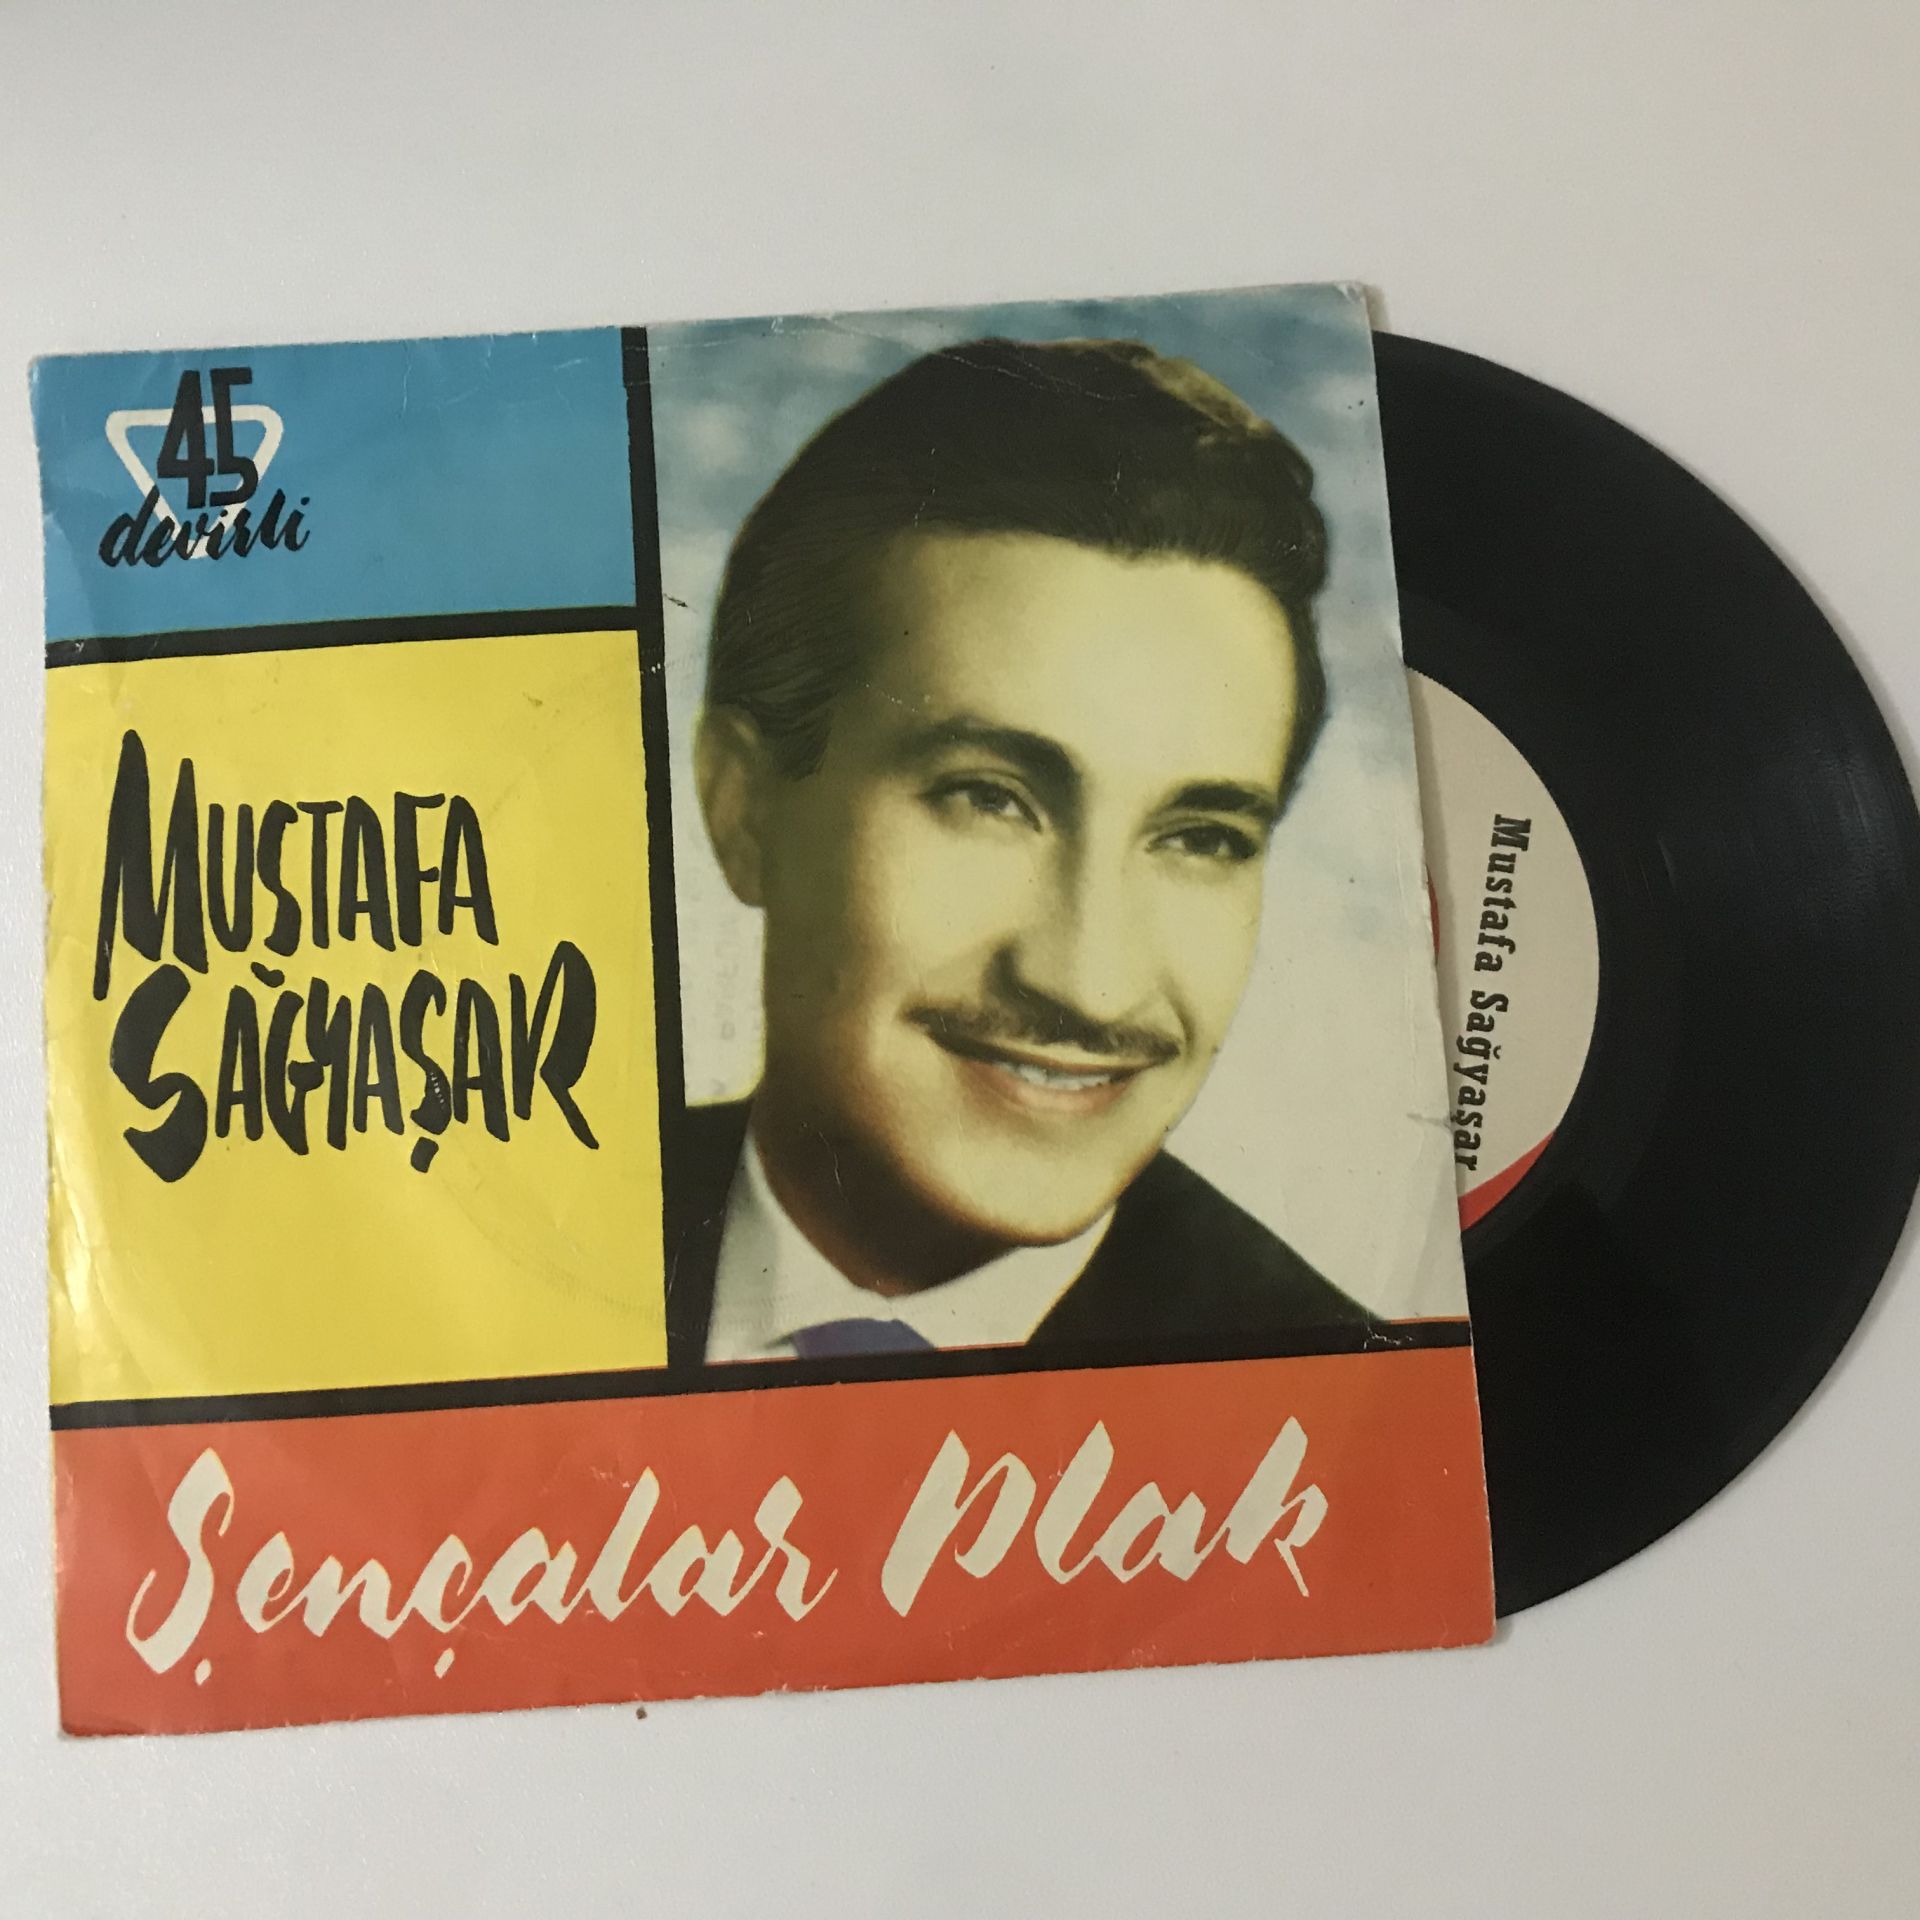 45
devirli
MUSTAFA
SAĞYAŞAR
Şençalar Plak
Mustafa Sağyaşar